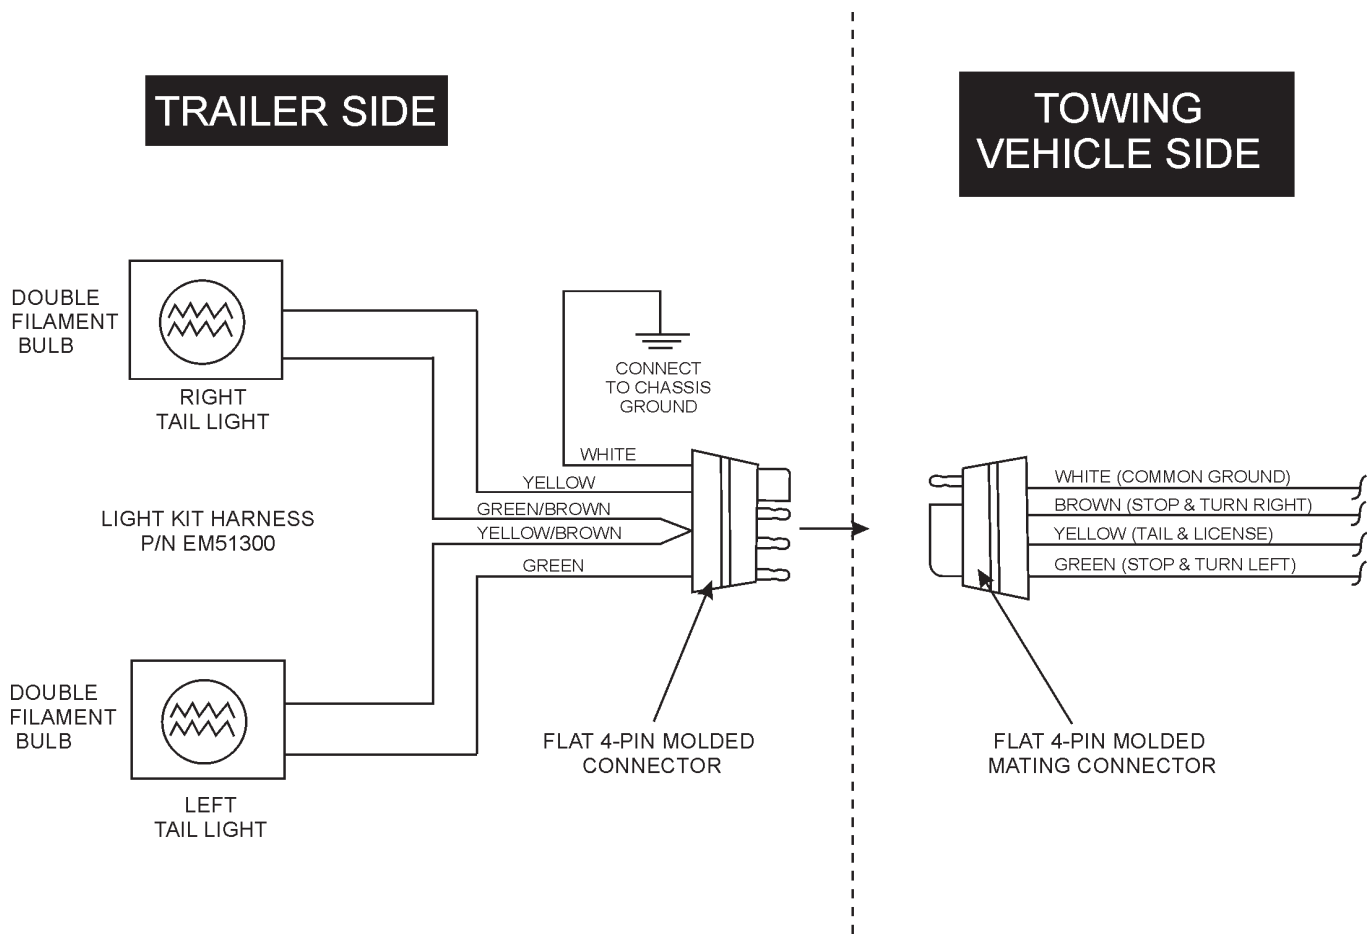 TRAILER SIDE
TOWING
VEHICLE SIDE
DOUBLE
FILAMENT
BULB
RIGHT
TAIL LIGHT
CONNECT
TO CHASSIS
GROUND
WHITE
YELLOW
GREEN/BROWN
YELLOW/BROWN
GREEN
LIGHT KIT HARNESS
P/N EM51300
WHITE (COMMON GROUND)
BROWN (STOP & TURN RIGHT)
YELLOW (TAIL & LICENSE)
GREEN (STOP & TURN LEFT)
DOUBLE
FILAMENT
BULB
LEFT
TAIL LIGHT
FLAT 4-PIN MOLDED
CONNECTOR
FLAT 4-PIN MOLDED
MATING CONNECTOR